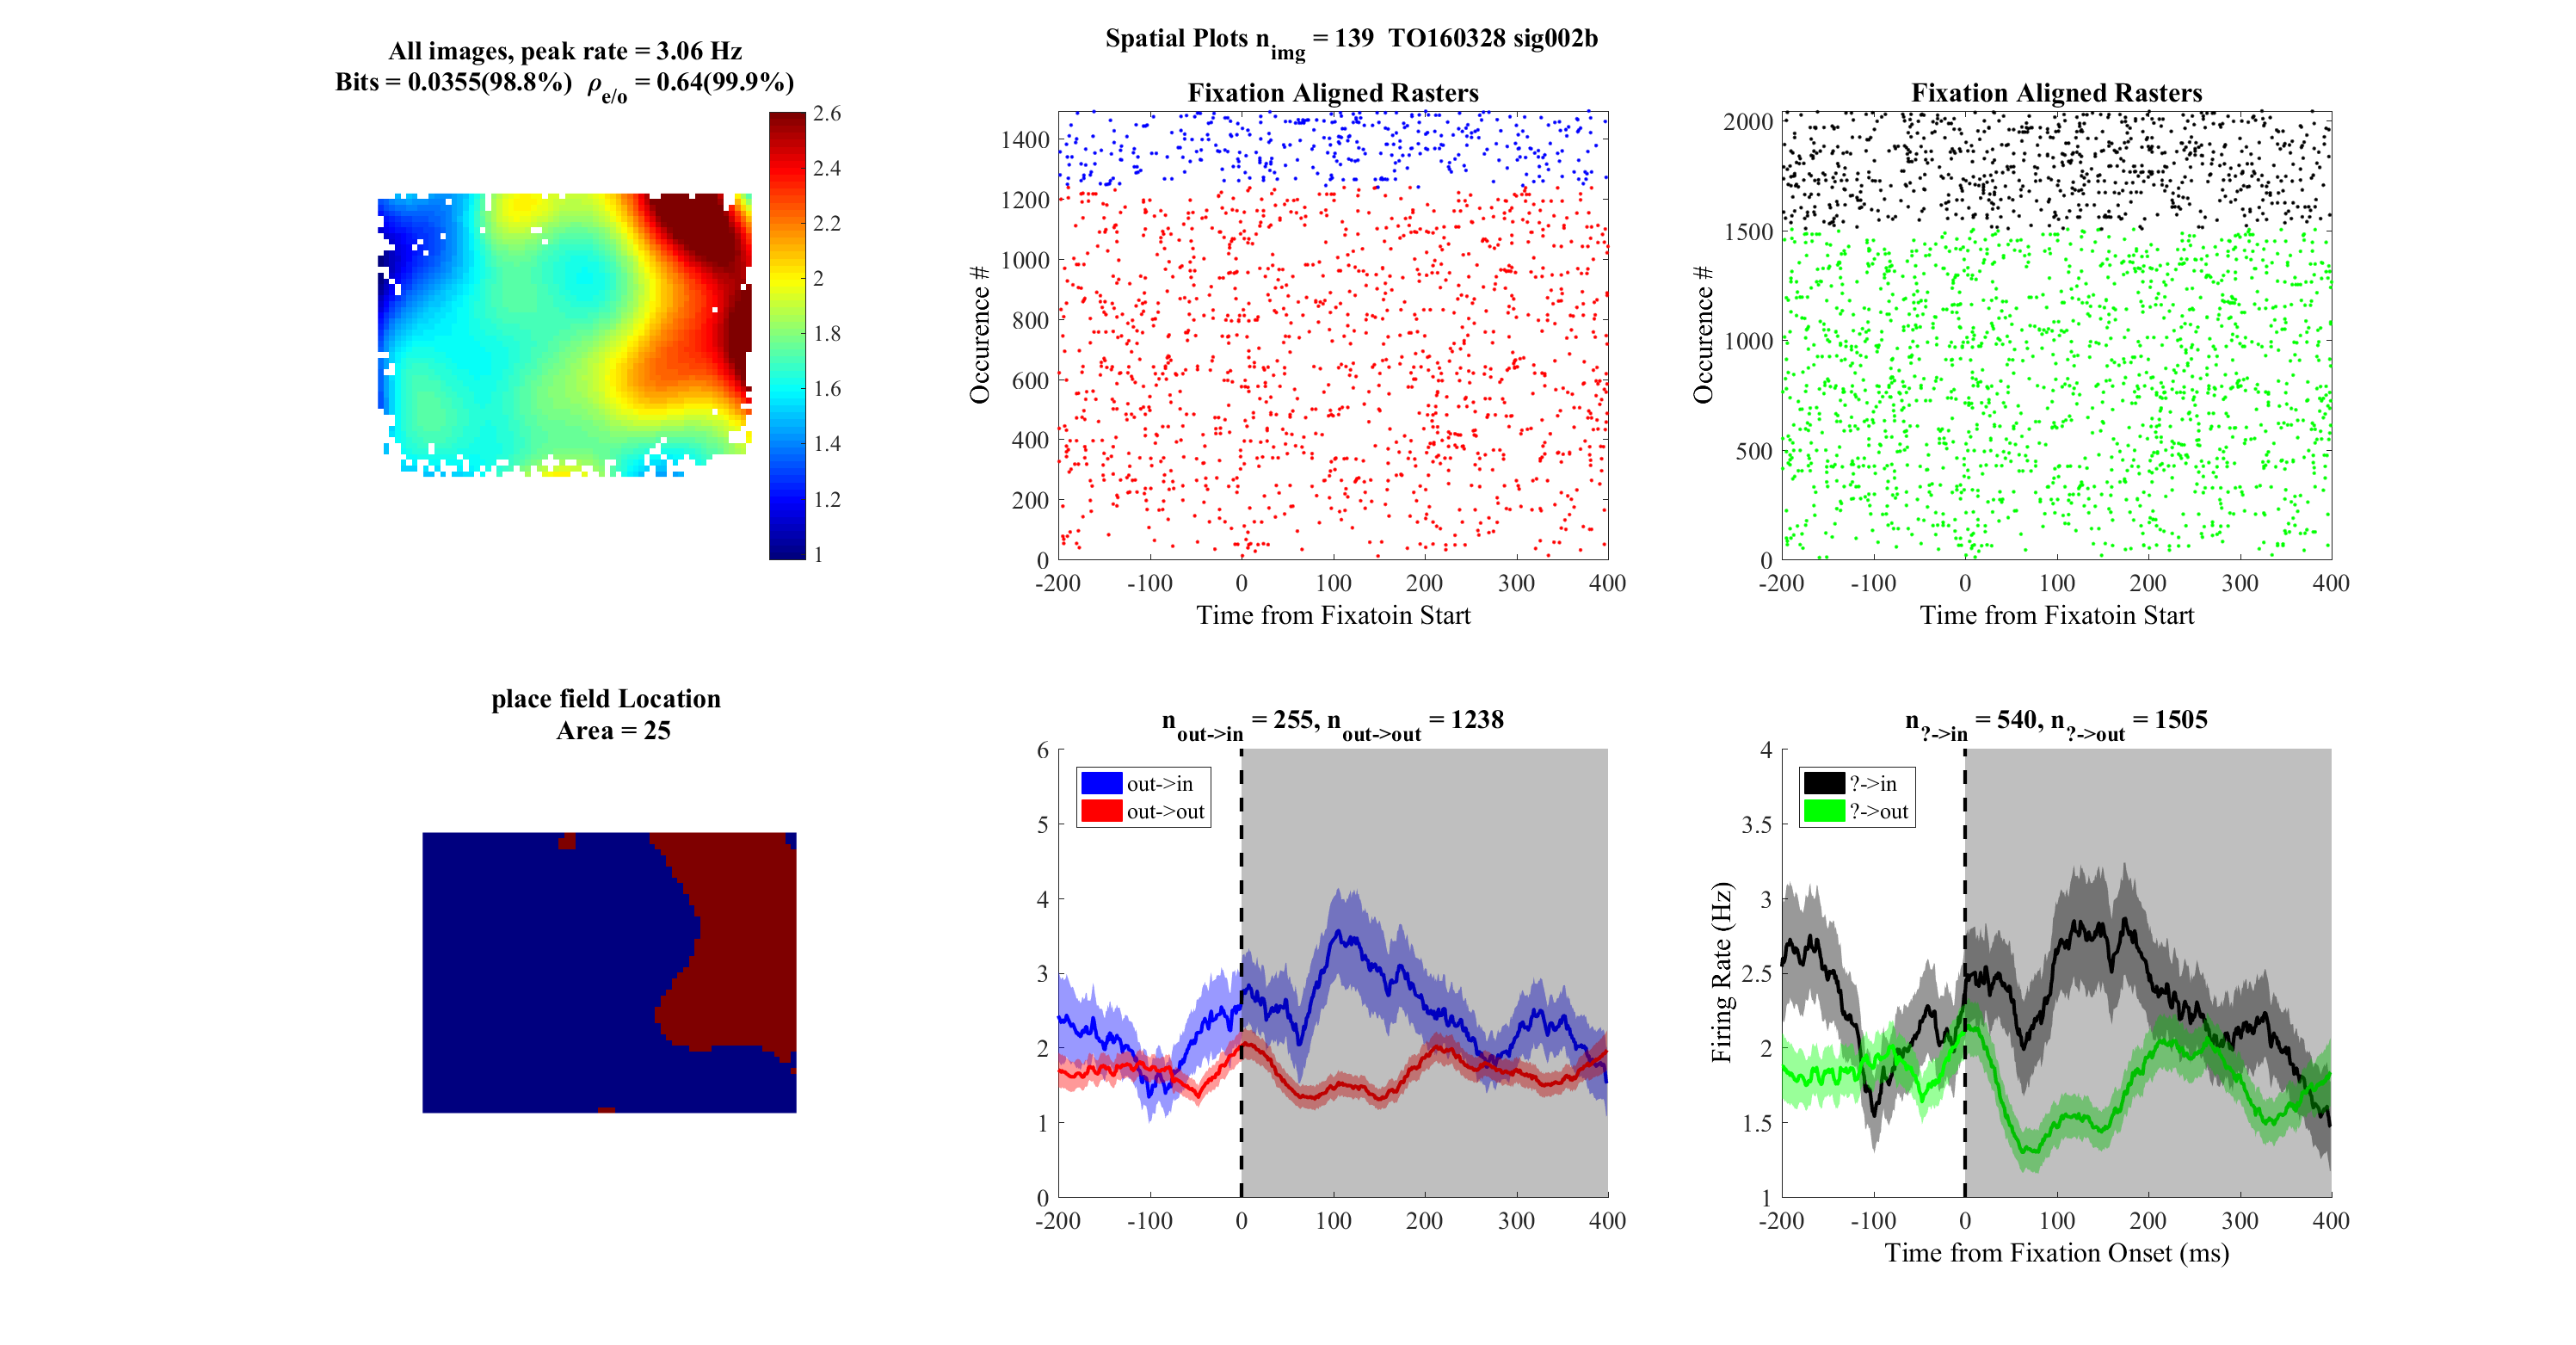 All images, peak rate = 3.06 Hz
Bits = 0.0355(98.8%) ρe/o = 0.64(99.9%)
2.6
2.4
2.2
2
1.8
1.6
1.4
1.2
1
Spatial Plots nimg = 139 TO160328 sig002b
Fixation Aligned Rasters
1400
1200
1000
800
600
400
200
0
Occurence #
-200 -100 0 100 200 300 400
Time from Fixatoin Start
Fixation Aligned Rasters
2000
1500
1000
500
0
Occurence #
-200 -100 0 100 200 300 400
Time from Fixatoin Start
place field Location
Area = 25
nout->in = 255, nout->out = 1238
6
5
4
3
2
1
0
out->in
out->out
-200 -100 0 100 200 300 400
n?->in = 540, n?->out = 1505
4
3.5
3
2.5
2
1.5
1
Firing Rate (Hz)
?->in
?->out
-200 -100 0 100 200 300 400
Time from Fixation Onset (ms)